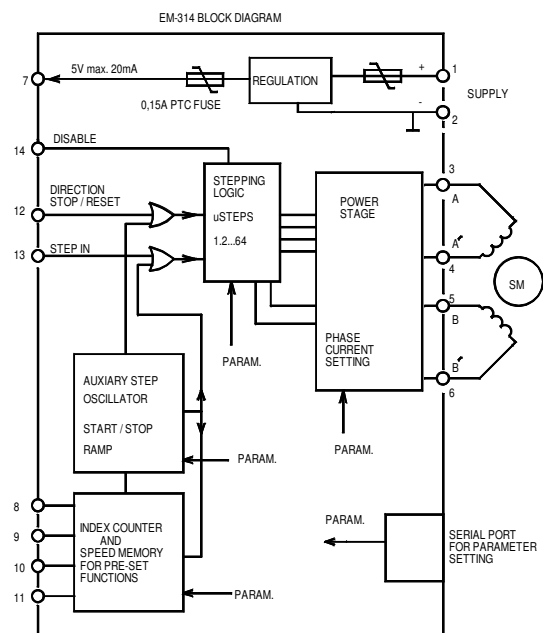 EM-314 BLOCK DIAGRAM
7
5V max. 20mA
0,15A PTC FUSE
REGULATION
+
1
SUPPLY
-
2
14
DISABLE
12
DIRECTION
STOP / RESET
13
STEP IN
STEPPING
LOGIC
uSTEPS
1.2...64
POWER
STAGE
PHASE
CURRENT
SETTING
3
A
A'
4
5
B
B'
6
SM
PARAM.
PARAM.
AUXIARY STEP
OSCILLATOR
START / STOP
RAMP
PARAM.
8
9
10
11
INDEX COUNTER
AND
SPEED MEMORY
FOR PRE-SET
FUNCTIONS
PARAM.
PARAM.
SERIAL PORT
FOR PARAMETER
SETTING